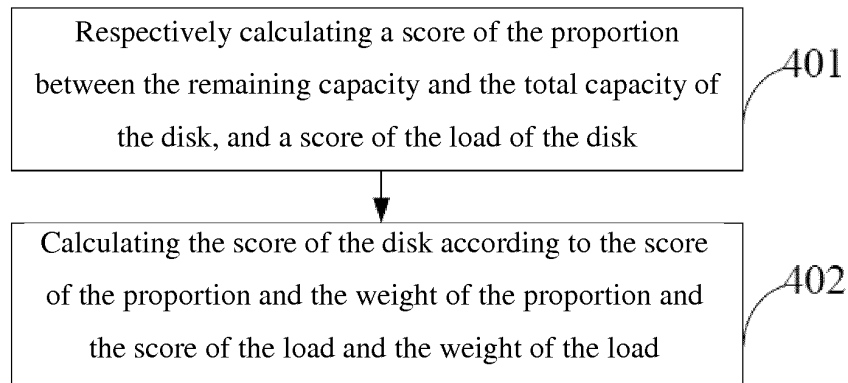 Respectively calculating a score of the proportion
between the remaining capacity and the total capacity of
the disk, and a score of the load of the disk
401
Calculating the score of the disk according to the score
of the proportion and the weight of the proportion and
the score of the load and the weight of the load
402